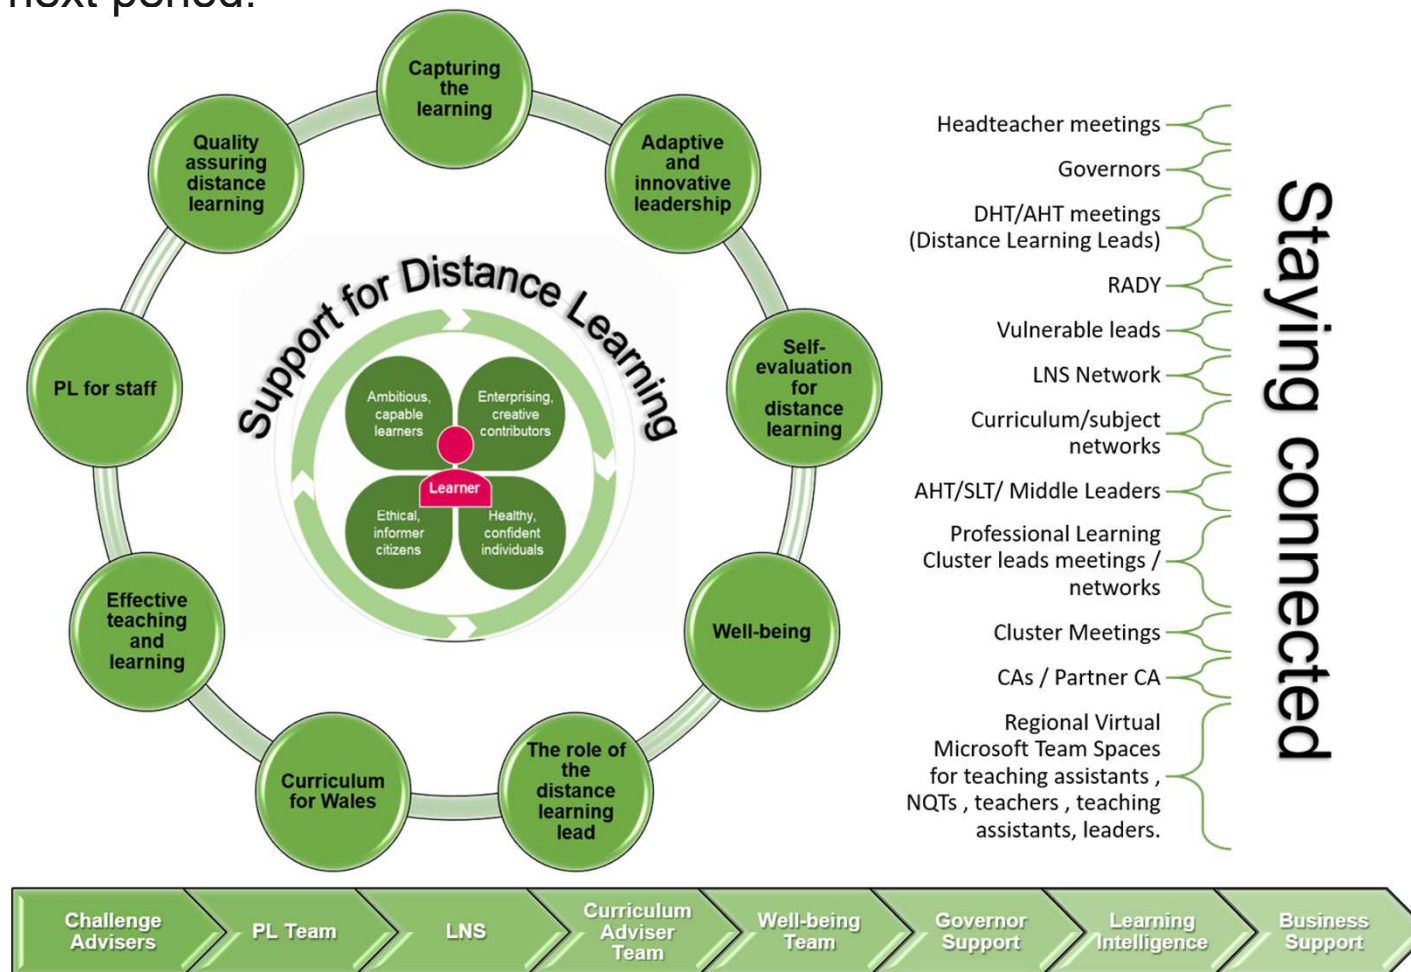 next period.
Capturing
the
learning
Adaptive
and
innovative
leadership
Self-
evaluation
for
distance
learning
Well-being
The role of
the
distance
learning
lead
Curriculum
for Wales
Effective
teaching
and
learning
PL for staff
Quality
assuring
distance
learning
Support for Distance Learning
Ambitious,
capable
learners
Enterprising,
creative
contributors
Learner
Ethical,
informer
citizens
Healthy,
confident
individuals
Headteacher meetings
Governors
DHT/AHT meetings
(Distance Learning Leads)
RADY
Vulnerable leads
LNS Network
Curriculum/subject
networks
AHT/SLT/ Middle Leaders
Professional Learning
Cluster leads meetings /
networks
Cluster Meetings
CAs / Partner CA
Regional Virtual
Microsoft Team Spaces
for teaching assistants ,
NQTs , teachers , teaching
assistants, leaders.
Staying connected
Challenge
Advisers
PL Team
LNS
Curriculum
Adviser
Team
Well-being
Team
Governor
Support
Learning
Intelligence
Business
Support